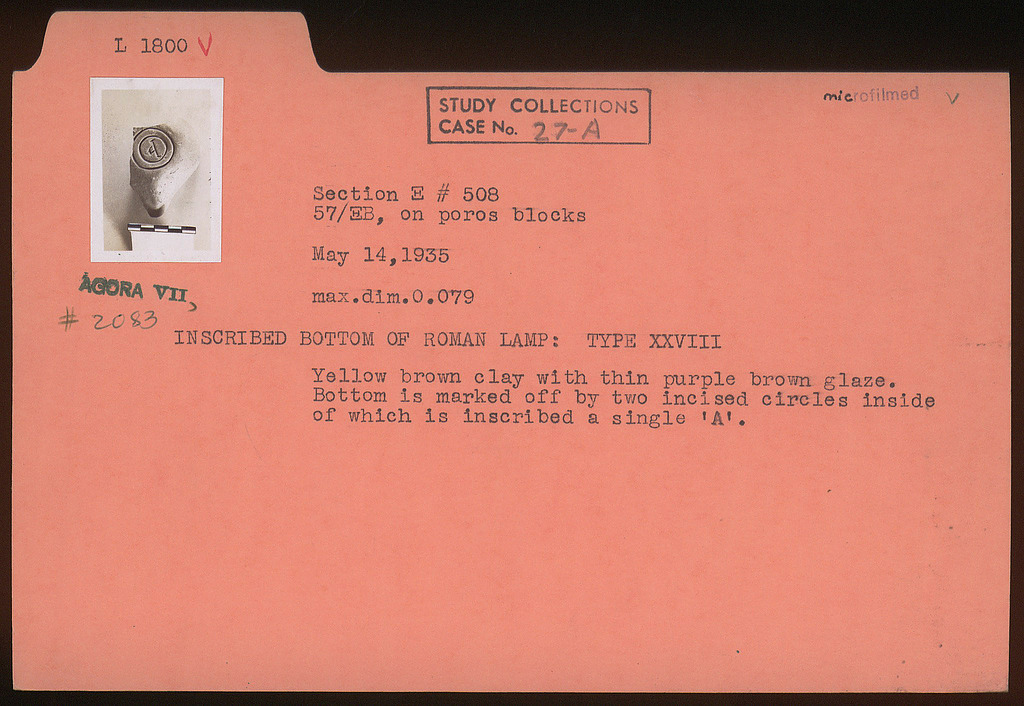 L 1800 V
STUDY COLLECTIONS
CASE No. 27-A
microfilmed V
A
Section E # 508
57/EB, on poros blocks
May 14,1935
max.dim.0.079
AGORA VII,
# 2083
INSCRIBED BOTTOM OF ROMAN LAMP: TYPE XXVIII
Yellow brown clay with thin purple brown glaze.
Bottom is marked off by two incised circles inside
of which is inscribed a single 'A'.